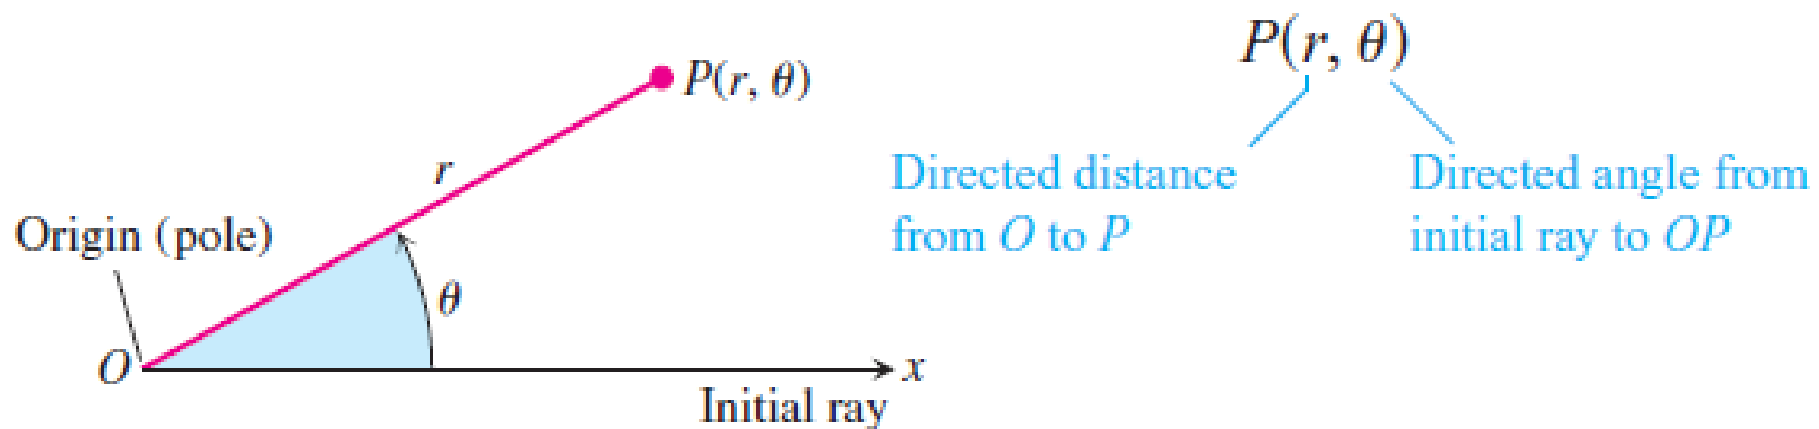 P(r, θ)
r
Origin (pole)
θ
O
x
Initial ray
P(r, θ)
Directed distance
from O to P
Directed angle from
initial ray to OP